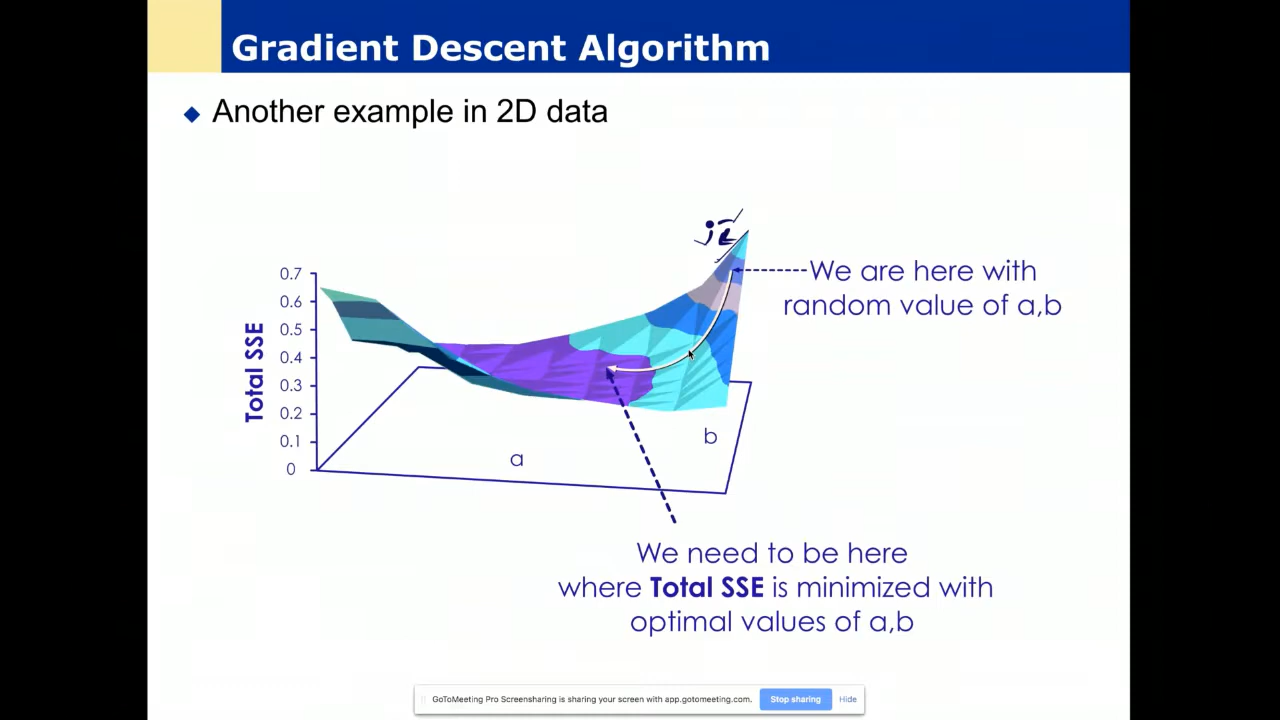 Gradient Descent Algorithm
Another example in 2D data
We are here with
random value of a,b
Total SSE
0.7
0.6
0.5
0.4
0.3
0.2
0.1
0
a
b
We need to be here
where Total SSE is minimized with
optimal values of a,b
GoToMeeting Pro Screensharing is sharing your screen with app.gotomeeting.com. Stop sharing Hide